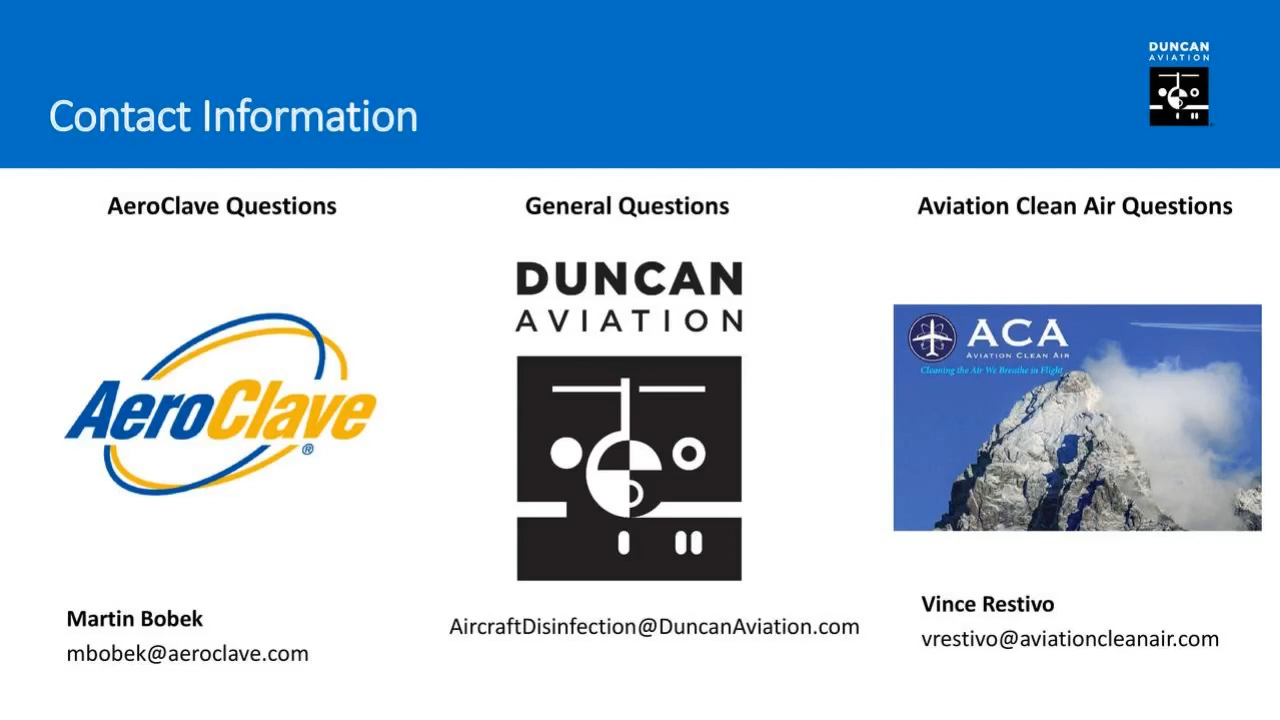 DUNCAN
AVIATION
Contact Information
AeroClave Questions
General Questions
Aviation Clean Air Questions
DUNCAN
AVIATION
AeroClave®
ACA
AVIATION CLEAN AIR
Cleaning the Air We Breathe in Flight
Martin Bobek
mbobek@aeroclave.com
AircraftDisinfection@DuncanAviation.com
Vince Restivo
vrestivo@aviationcleanair.com